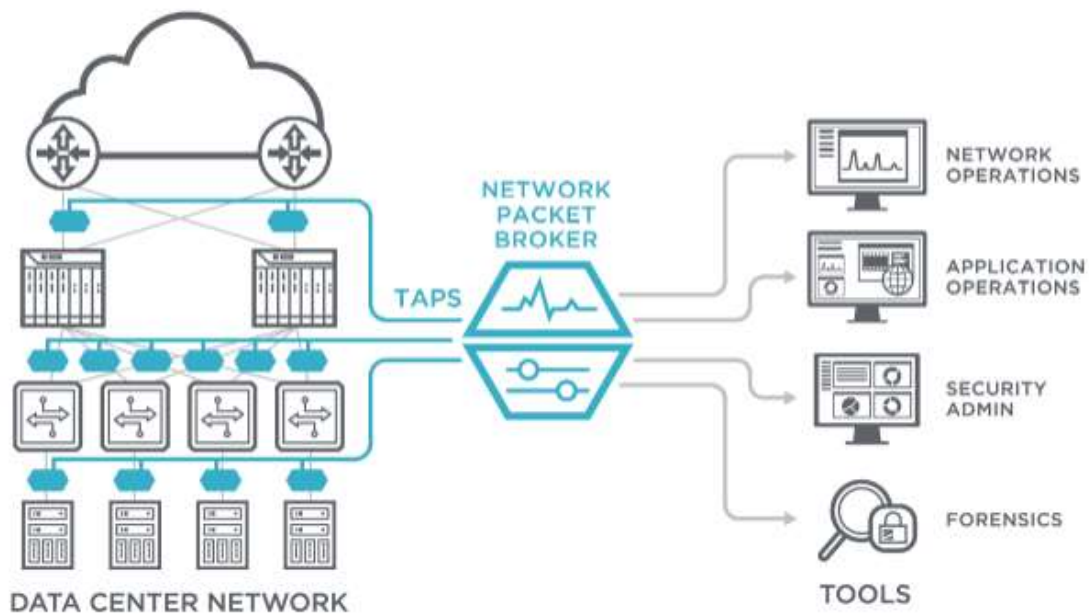 NETWORK
PACKET
BROKER
TAPS
NETWORK
OPERATIONS
APPLICATION
OPERATIONS
SECURITY
ADMIN
FORENSICS
DATA CENTER NETWORK
TOOLS